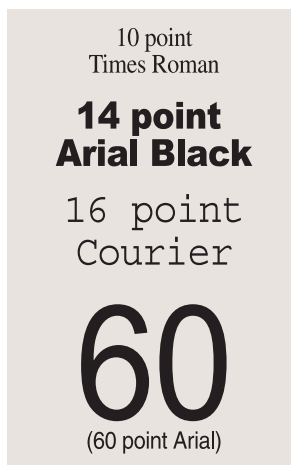 10 point
Times Roman
14 point
Arial Black
16 point
Courier
60
(60 point Arial)